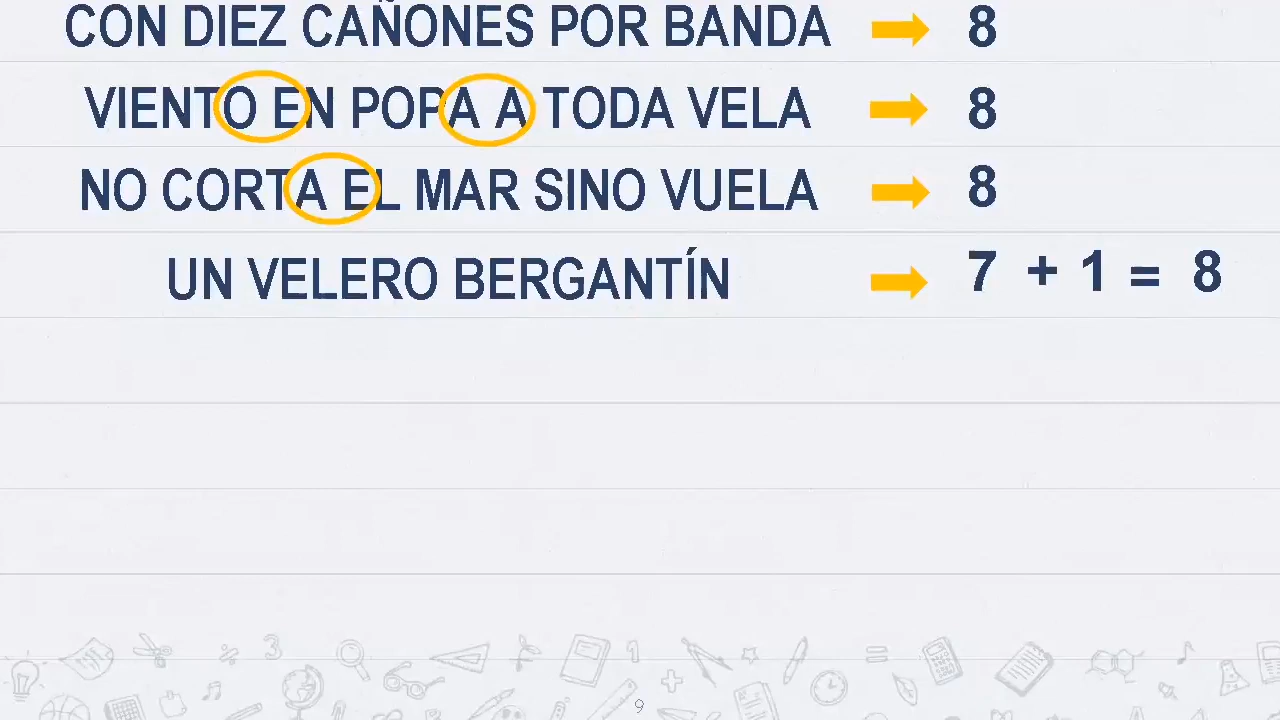 CON DIEZ CAÑONES POR BANDA 8
VIENTO EN POPA A TODA VELA 8
NO CORTA EL MAR SINO VUELA 8
UN VELERO BERGANTÍN 7 + 1 = 8
9